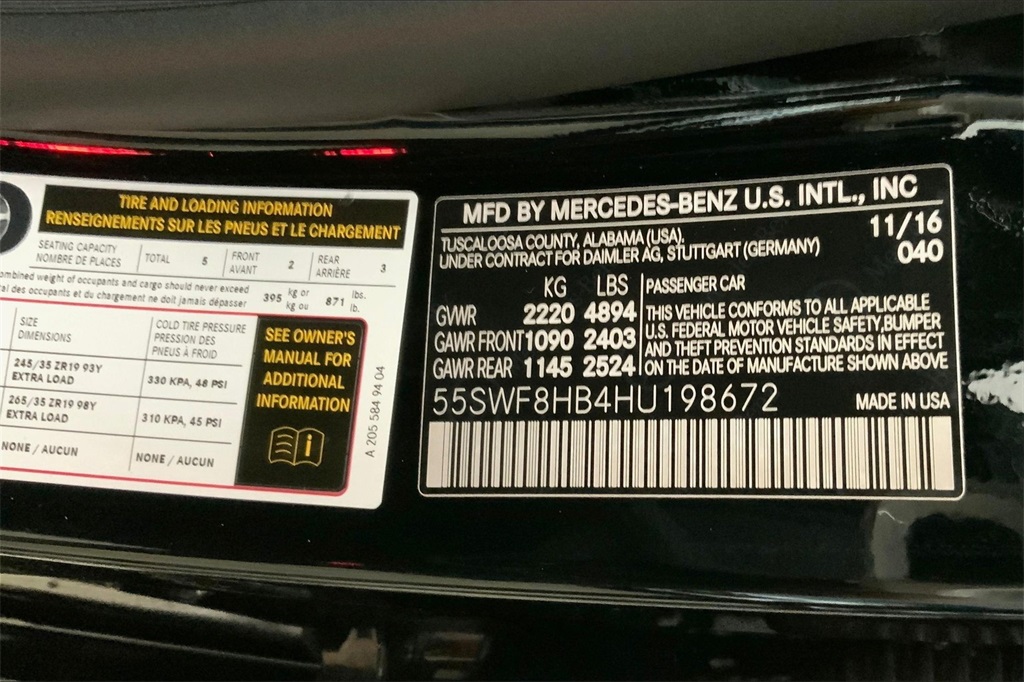 TIRE AND LOADING INFORMATION
RENSEIGNEMENTS SUR LES PNEUS ET LE CHARGEMENT
SEATING CAPACITY
NOMBRE DE PLACES
TOTAL 5
FRONT
AVANT
2
REAR
ARRIÈRE
3
weight of occupants and cargo should never exceed
des occupants et du chargement ne doit jamais dépasser
395 kg or
kg ou
871 lbs.
lb.
SIZE
DIMENSIONS
COLD TIRE PRESSURE
PRESSION DES
PNEUS À FROID
245/35 ZR19 93Y
EXTRA LOAD
330 KPA, 48 PSI
265/35 ZR19 98Y
EXTRA LOAD
310 KPA, 45 PSI
NONE / AUCUN
NONE / AUCUN
SEE OWNER'S
MANUAL FOR
ADDITIONAL
INFORMATION
A 205 584 94 04
MFD BY MERCEDES-BENZ U.S. INTL., INC
TUSCALOOSA COUNTY, ALABAMA (USA).
UNDER CONTRACT FOR DAIMLER AG, STUTTGART (GERMANY)
11/16
040
KG LBS
GWR 2220 4894
GAWR FRONT 1090 2403
GAWR REAR 1145 2524
PASSENGER CAR
THIS VEHICLE CONFORMS TO ALL APPLICABLE
U.S. FEDERAL MOTOR VEHICLE SAFETY,BUMPER
AND THEFT PREVENTION STANDARDS IN EFFECT
ON THE DATE OF MANUFACTURE SHOWN ABOVE
55SWF8HB4HU198672
MADE IN USA